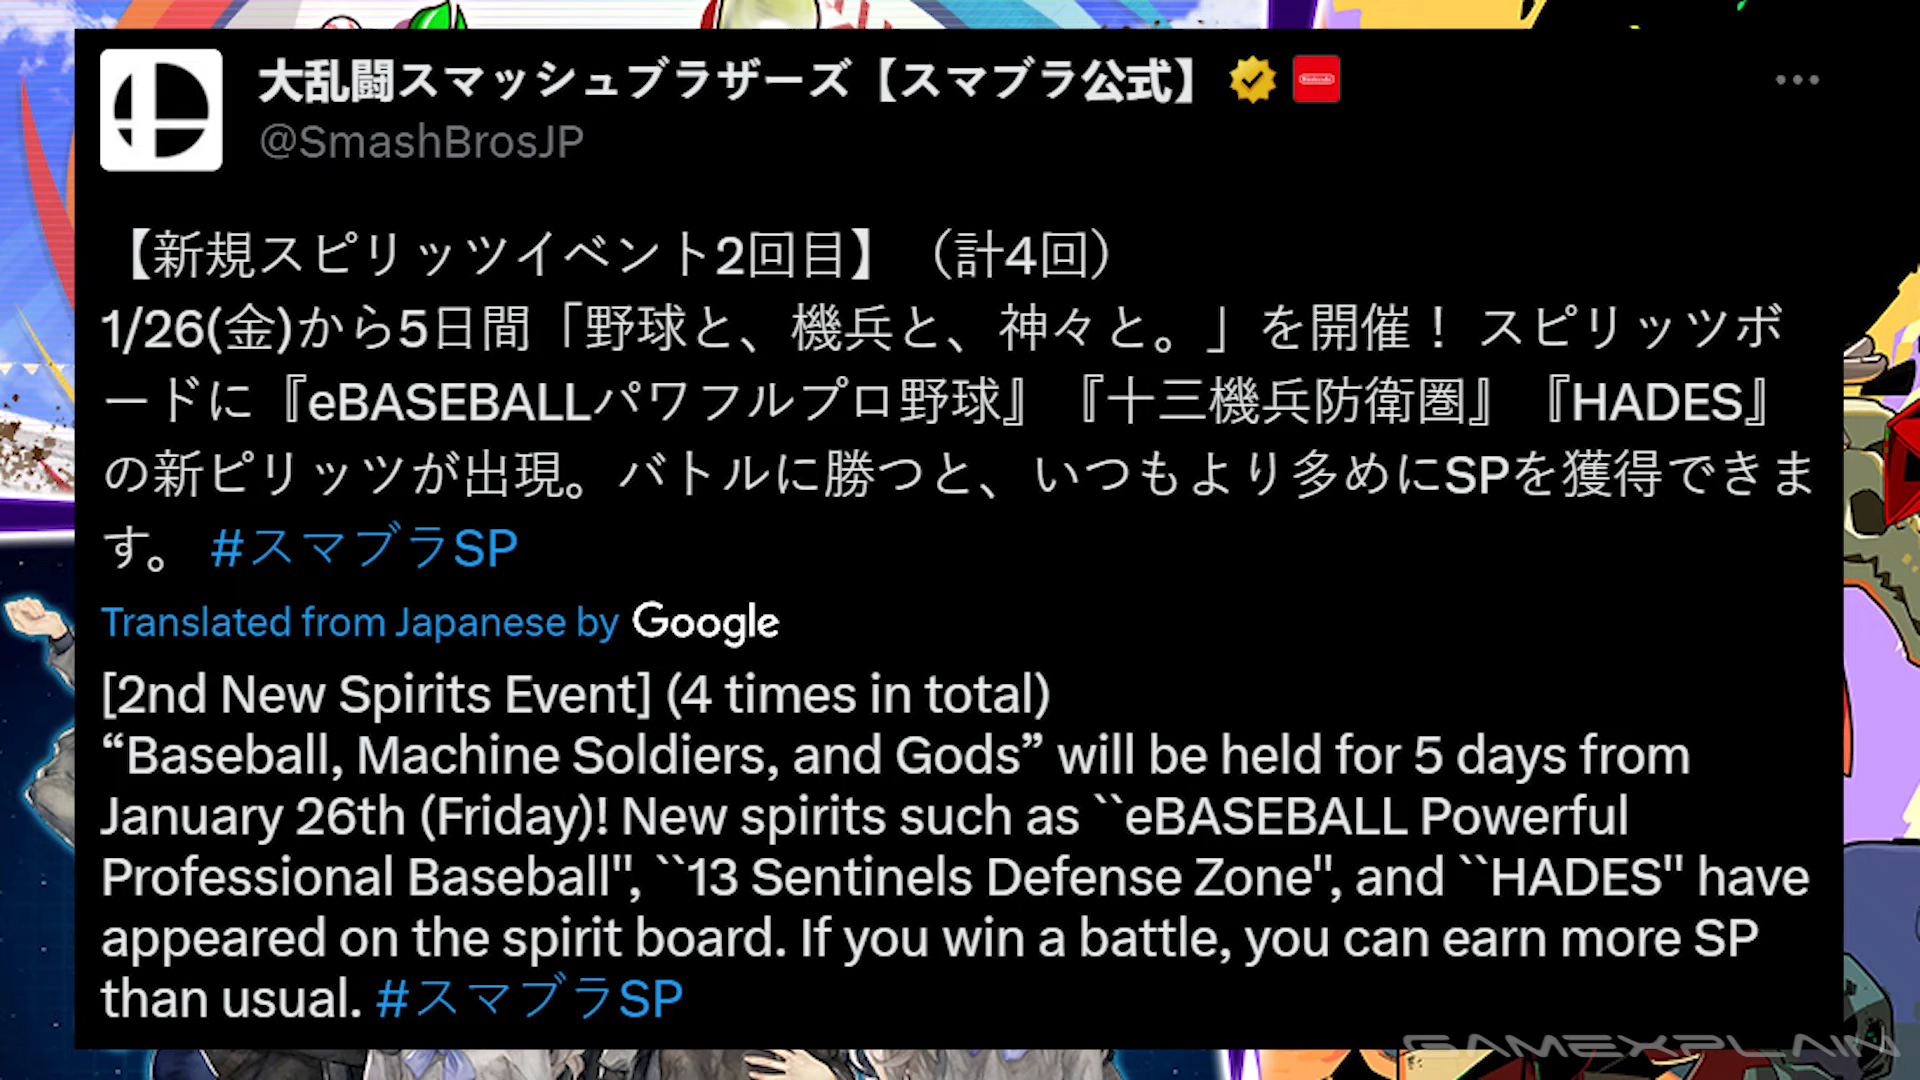 大乱闘スマッシュブラザーズ【スマブラ公式】
Nintendo
@SmashBrosJP
【新規スピリッツイベント2回目】（計4回）
1/26(金)から5日間「野球と、機兵と、神々と。」を開催！ スピリッツボ
ードに『eBASEBALLパワフルプロ野球』『十三機兵防衛圏』『HADES』
の新ピリッツが出現。バトルに勝つと、いつもより多めにSPを獲得できま
す。 #スマブラSP
Translated from Japanese by Google
[2nd New Spirits Event] (4 times in total)
“Baseball, Machine Soldiers, and Gods” will be held for 5 days from
January 26th (Friday)! New spirits such as ``eBASEBALL Powerful
Professional Baseball", ``13 Sentinels Defense Zone", and ``HADES" have
appeared on the spirit board. If you win a battle, you can earn more SP
than usual. #スマブラSP
GAMEXPLAIN